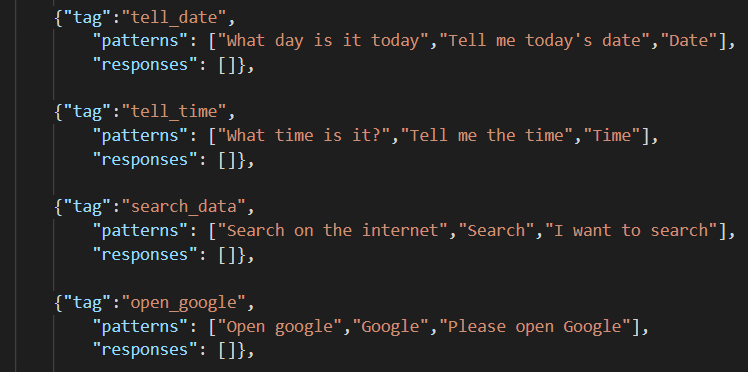 {"tag":"tell_date",
"patterns": ["What day is it today","Tell me today's date","Date"],
"responses": []},
{"tag":"tell_time",
"patterns": ["What time is it?","Tell me the time","Time"],
"responses": []},
{"tag":"search_data",
"patterns": ["Search on the internet","Search","I want to search"],
"responses": []},
{"tag":"open_google",
"patterns": ["Open google","Google","Please open Google"],
"responses": []},